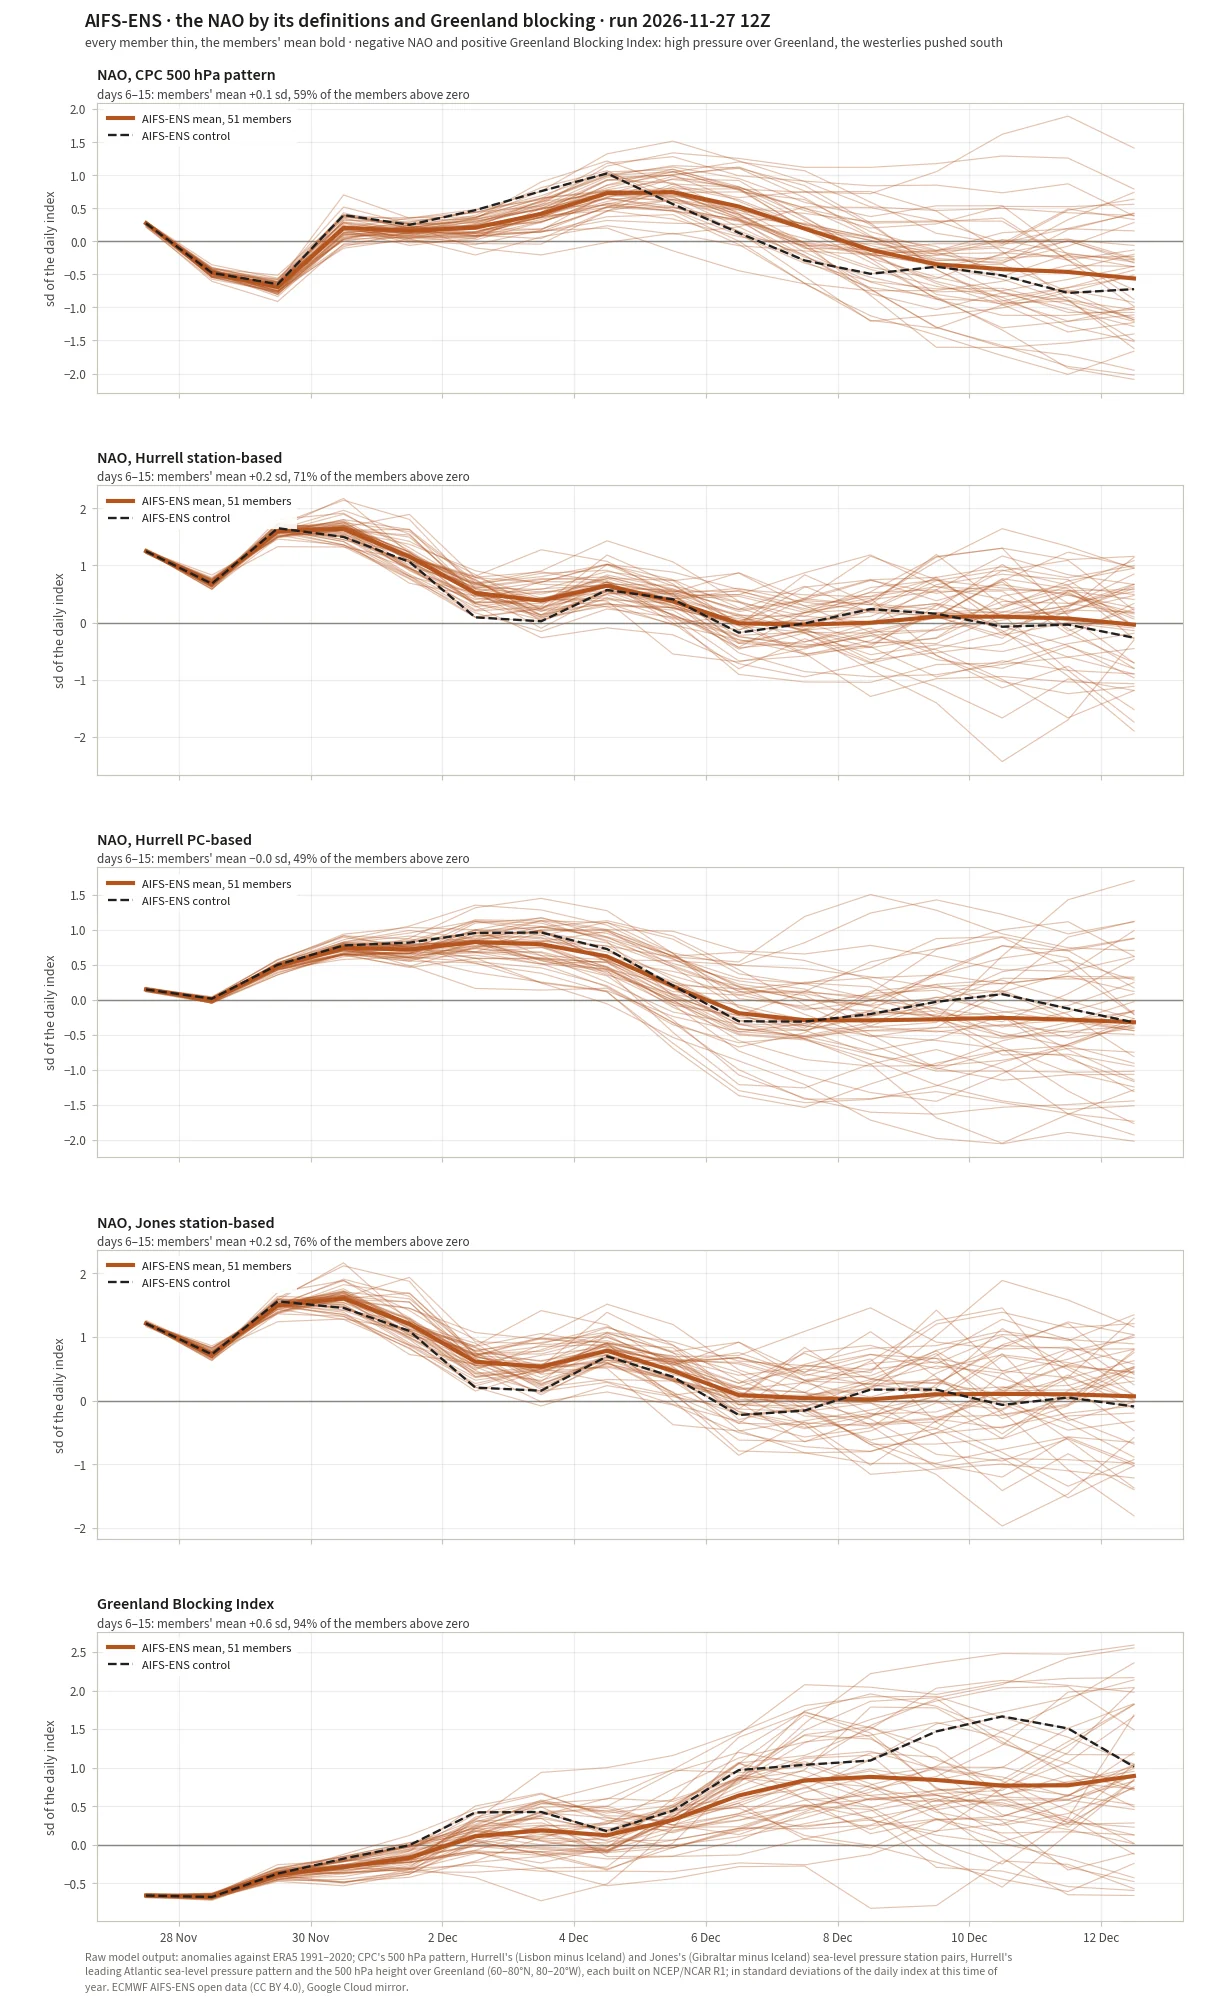 AIFS-ENS · the NAO by its definitions and Greenland blocking · run 2026-11-27 12Z
every member thin, the members' mean bold · negative NAO and positive Greenland Blocking Index: high pressure over Greenland, the westerlies pushed south
NAO, CPC 500 hPa pattern
days 6–15: members' mean +0.1 sd, 59% of the members above zero
AIFS-ENS mean, 51 members
AIFS-ENS control
2.0
1.5
1.0
0.5
0.0
−0.5
−1.0
−1.5
−2.0
sd of the daily index
NAO, Hurrell station-based
days 6–15: members' mean +0.2 sd, 71% of the members above zero
AIFS-ENS mean, 51 members
AIFS-ENS control
2
1
0
−1
−2
sd of the daily index
NAO, Hurrell PC-based
days 6–15: members' mean −0.0 sd, 49% of the members above zero
AIFS-ENS mean, 51 members
AIFS-ENS control
1.5
1.0
0.5
0.0
−0.5
−1.0
−1.5
−2.0
sd of the daily index
NAO, Jones station-based
days 6–15: members' mean +0.2 sd, 76% of the members above zero
AIFS-ENS mean, 51 members
AIFS-ENS control
2
1
0
−1
−2
sd of the daily index
Greenland Blocking Index
days 6–15: members' mean +0.6 sd, 94% of the members above zero
AIFS-ENS mean, 51 members
AIFS-ENS control
2.5
2.0
1.5
1.0
0.5
0.0
−0.5
sd of the daily index
28 Nov 30 Nov 2 Dec 4 Dec 6 Dec 8 Dec 10 Dec 12 Dec
Raw model output: anomalies against ERA5 1991–2020; CPC's 500 hPa pattern, Hurrell's (Lisbon minus Iceland) and Jones's (Gibraltar minus Iceland) sea-level pressure station pairs, Hurrell's
leading Atlantic sea-level pressure pattern and the 500 hPa height over Greenland (60–80°N, 80–20°W), each built on NCEP/NCAR R1; in standard deviations of the daily index at this time of
year. ECMWF AIFS-ENS open data (CC BY 4.0), Google Cloud mirror.